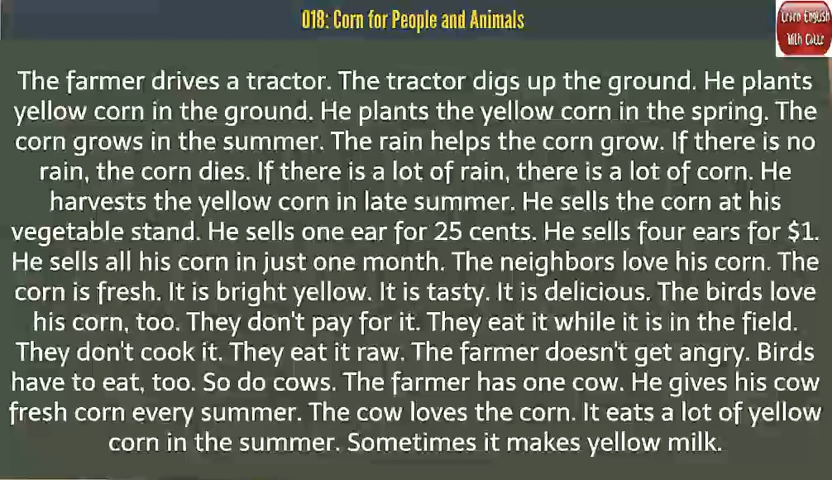 018: Corn for People and Animals
Learn English
With Cullz
The farmer drives a tractor. The tractor digs up the ground. He plants
yellow corn in the ground. He plants the yellow corn in the spring. The
corn grows in the summer. The rain helps the corn grow. If there is no
rain, the corn dies. If there is a lot of rain, there is a lot of corn. He
harvests the yellow corn in late summer. He sells the corn at his
vegetable stand. He sells one ear for 25 cents. He sells four ears for $1.
He sells all his corn in just one month. The neighbors love his corn. The
corn is fresh. It is bright yellow. It is tasty. It is delicious. The birds love
his corn, too. They don't pay for it. They eat it while it is in the field.
They don't cook it. They eat it raw. The farmer doesn't get angry. Birds
have to eat, too. So do cows. The farmer has one cow. He gives his cow
fresh corn every summer. The cow loves the corn. It eats a lot of yellow
corn in the summer. Sometimes it makes yellow milk.